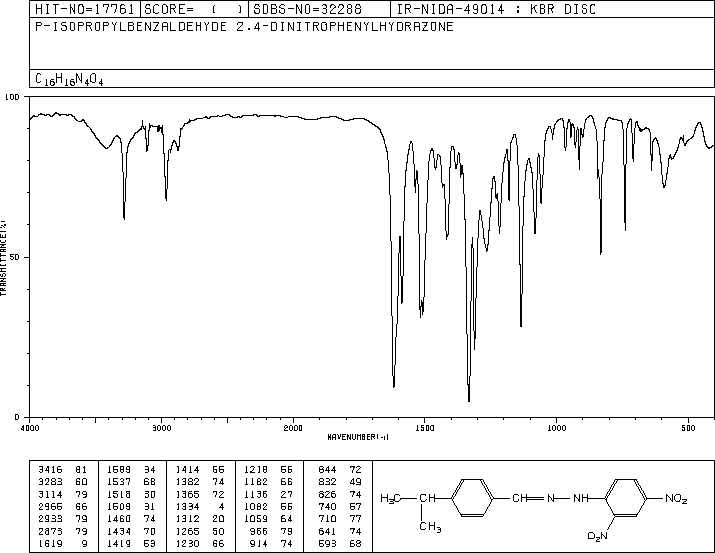 HIT-NO=17761 SCORE= ( ) SDBS-NO=32288 IR-NIDA-49014 : KBR DISC
P-ISOPROPYLBENZALDEHYDE 2,4-DINITROPHENYLHYDRAZONE
C16H16N4O4
100
50
0
TRANSMITTANCE(%)
4000 3000 2000 1500 1000 500
WAVENUMBER(-1)
3416 81 1589 34 1414 55 1218 55 844 72
3283 60 1537 68 1382 74 1182 66 832 49
3114 79 1518 30 1365 72 1136 27 826 74
2965 66 1509 31 1334 4 1082 55 740 57
2933 79 1460 74 1312 20 1059 64 710 77
2873 79 1434 70 1265 50 966 79 641 74
1619 9 1419 53 1230 66 914 74 593 68
H3C CH CH N NH NO2
CH3 O2N